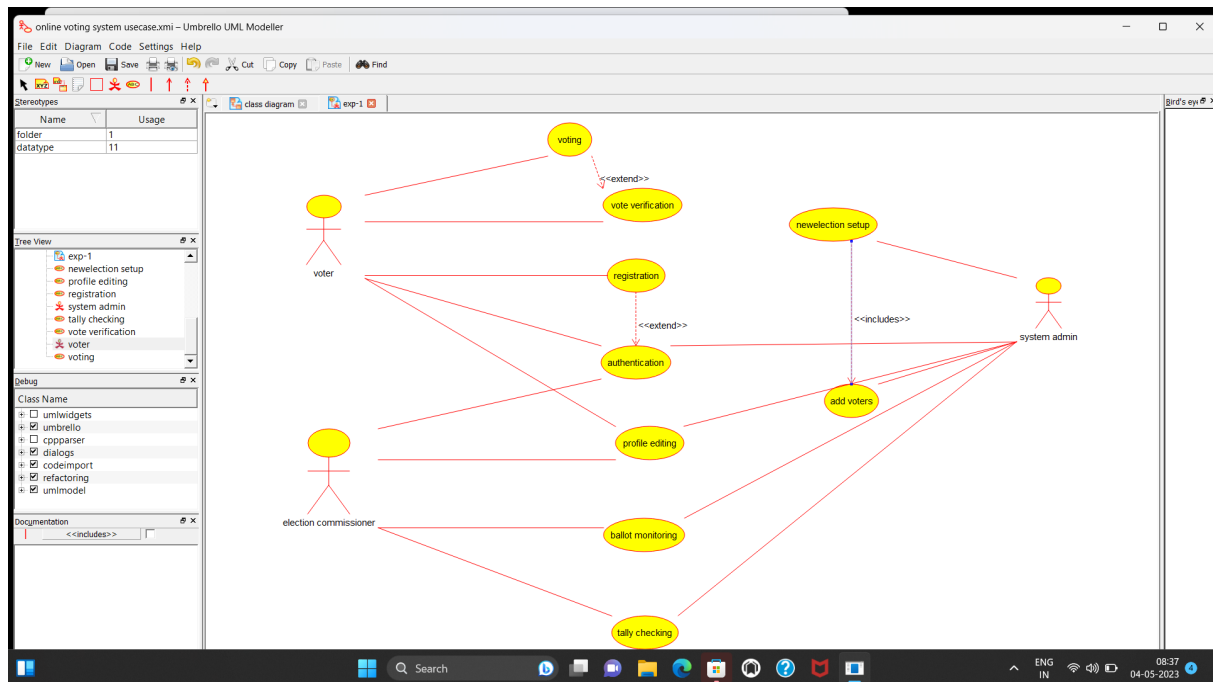 online voting system usecase.xmi – Umbrello UML Modeller
File Edit Diagram Code Settings Help
New Open Save Cut Copy Paste Find
Stereotypes
class diagram exp-1
Bird's eye
Name Usage
folder 1
datatype 11
Tree View
exp-1
newelection setup
profile editing
registration
system admin
tally checking
vote verification
voter
voting
Debug
Class Name
umlwidgets
umbrello
cppparser
dialogs
codeimport
refactoring
umlmodel
Documentation
<<includes>>
voting
<<extend>>
vote verification
newelection setup
voter
registration
<<includes>>
<<extend>>
system admin
authentication
add voters
profile editing
election commissioner
ballot monitoring
tally checking
Search
ENG
IN
08:37
04-05-2023
4